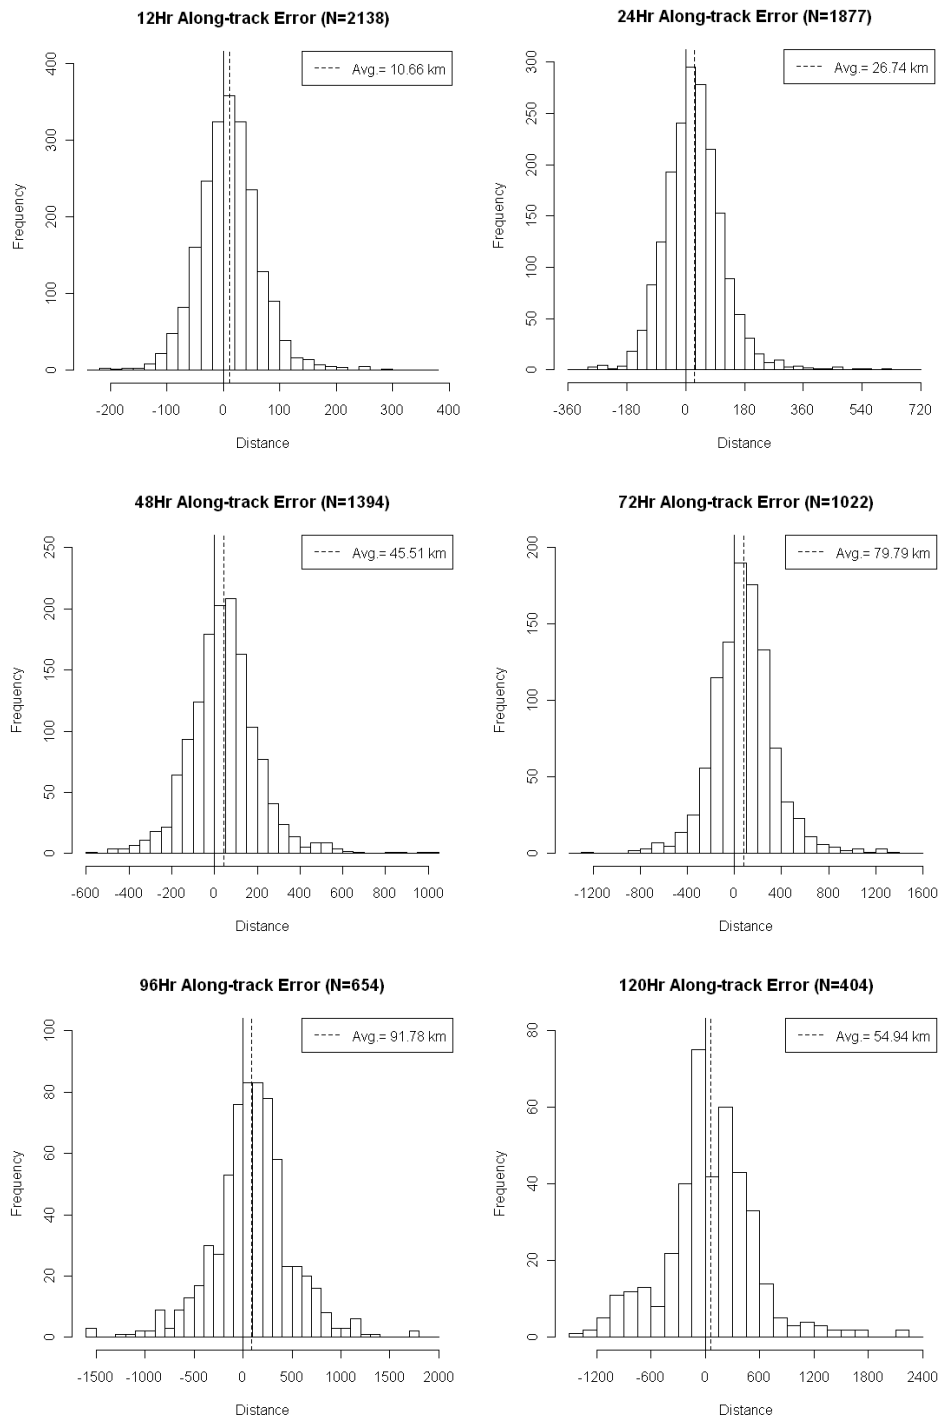 12Hr Along-track Error (N=2138)
Avg.= 10.66 km
Frequency
0 100 200 300 400
-200 0 100 200 300 400
Distance
24Hr Along-track Error (N=1877)
Avg.= 26.74 km
Frequency
0 50 100 150 200 250 300
-360 -180 0 180 360 540 720
Distance
48Hr Along-track Error (N=1394)
Avg.= 45.51 km
Frequency
0 50 100 150 200 250
-600 -400 -200 0 200 400 600 800 1000
Distance
72Hr Along-track Error (N=1022)
Avg.= 79.79 km
Frequency
0 50 100 150 200
-1200 -800 -400 0 400 800 1200 1600
Distance
96Hr Along-track Error (N=654)
Avg.= 91.78 km
Frequency
0 20 40 60 80 100
-1500 -1000 -500 0 500 1000 1500 2000
Distance
120Hr Along-track Error (N=404)
Avg.= 54.94 km
Frequency
0 20 40 60 80
-1200 -600 0 600 1200 1800 2400
Distance